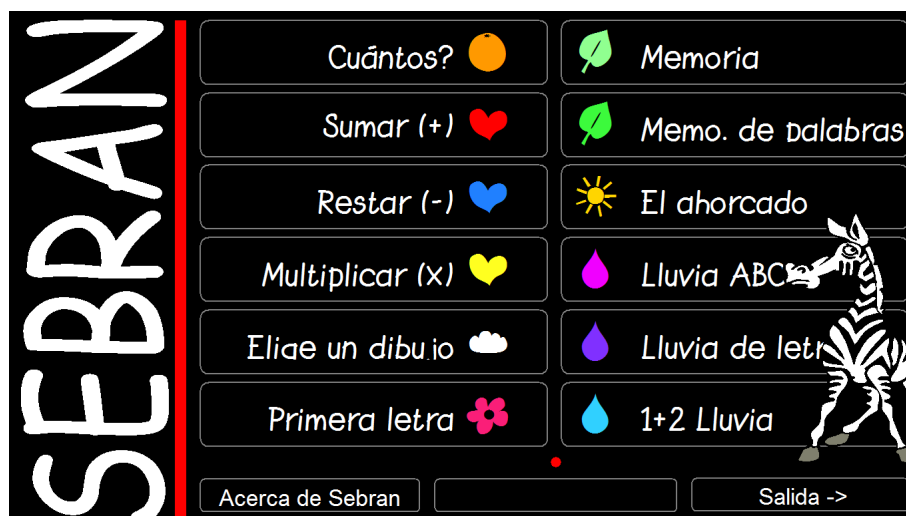 SEBRAN
Cuántos?
Sumar (+)
Restar (-)
Multiplicar (x)
Elige un dibujo
Primera letra
Memoria
Memo. de palabras
El ahorcado
Lluvia ABC
Lluvia de letr
1+2 Lluvia
Acerca de Sebran
Salida ->